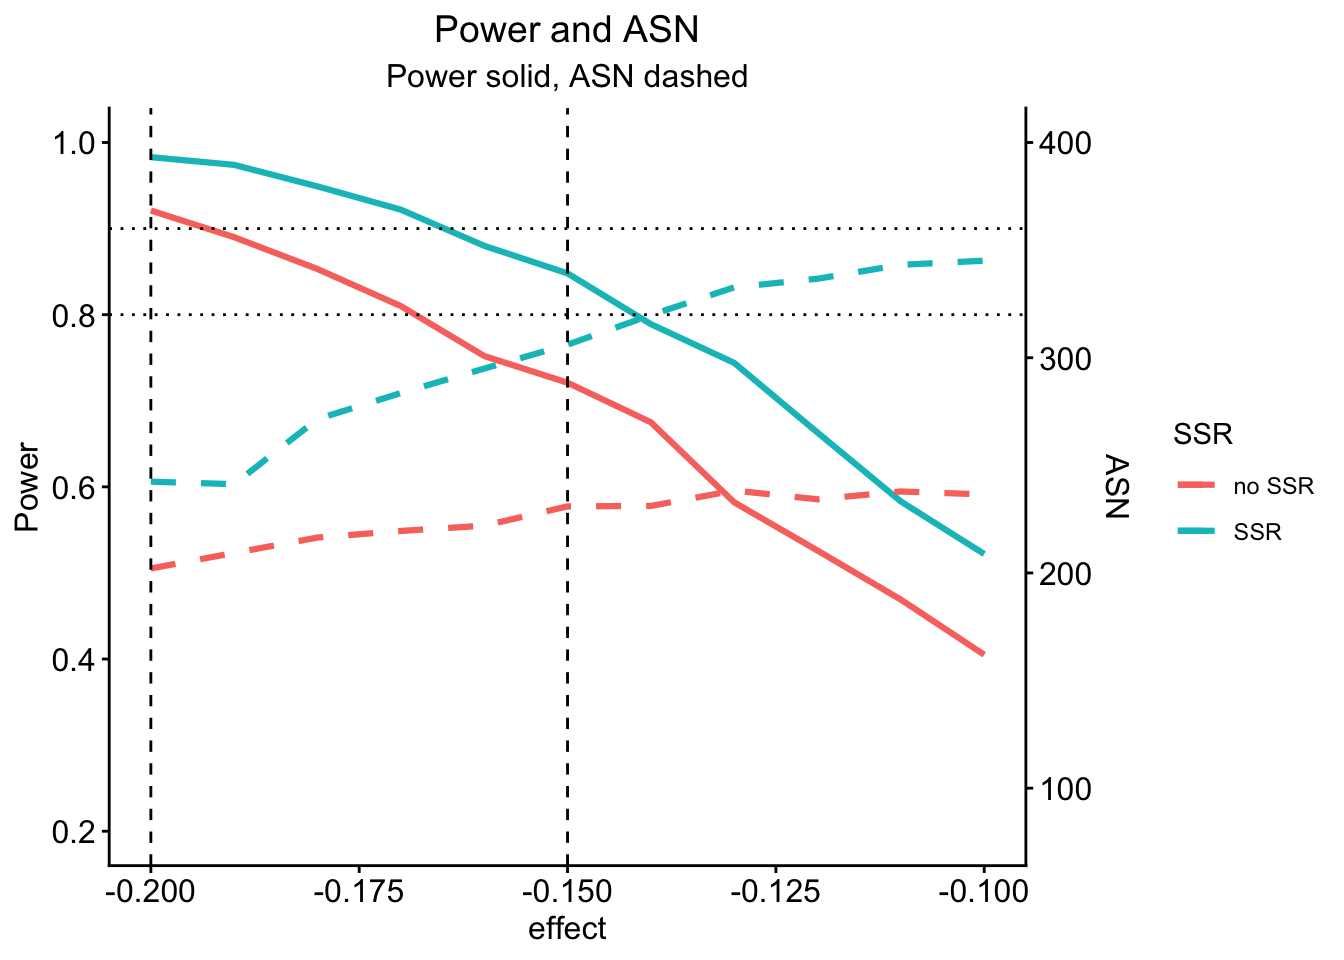 Power and ASN
Power solid, ASN dashed
1.0
0.8
0.6
0.4
0.2
Power
400
300
200
100
ASN
-0.200
-0.175
-0.150
-0.125
-0.100
effect
SSR
no SSR
SSR